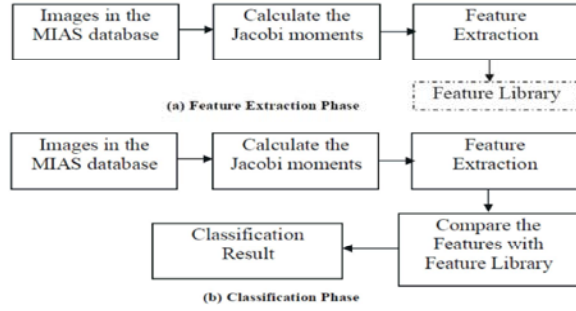 Images in the
MIAS database
Calculate the
Jacobi moments
Feature
Extraction
Feature Library
(a) Feature Extraction Phase
Images in the
MIAS database
Calculate the
Jacobi moments
Feature
Extraction
Compare the
Features with
Feature Library
Classification
Result
(b) Classification Phase